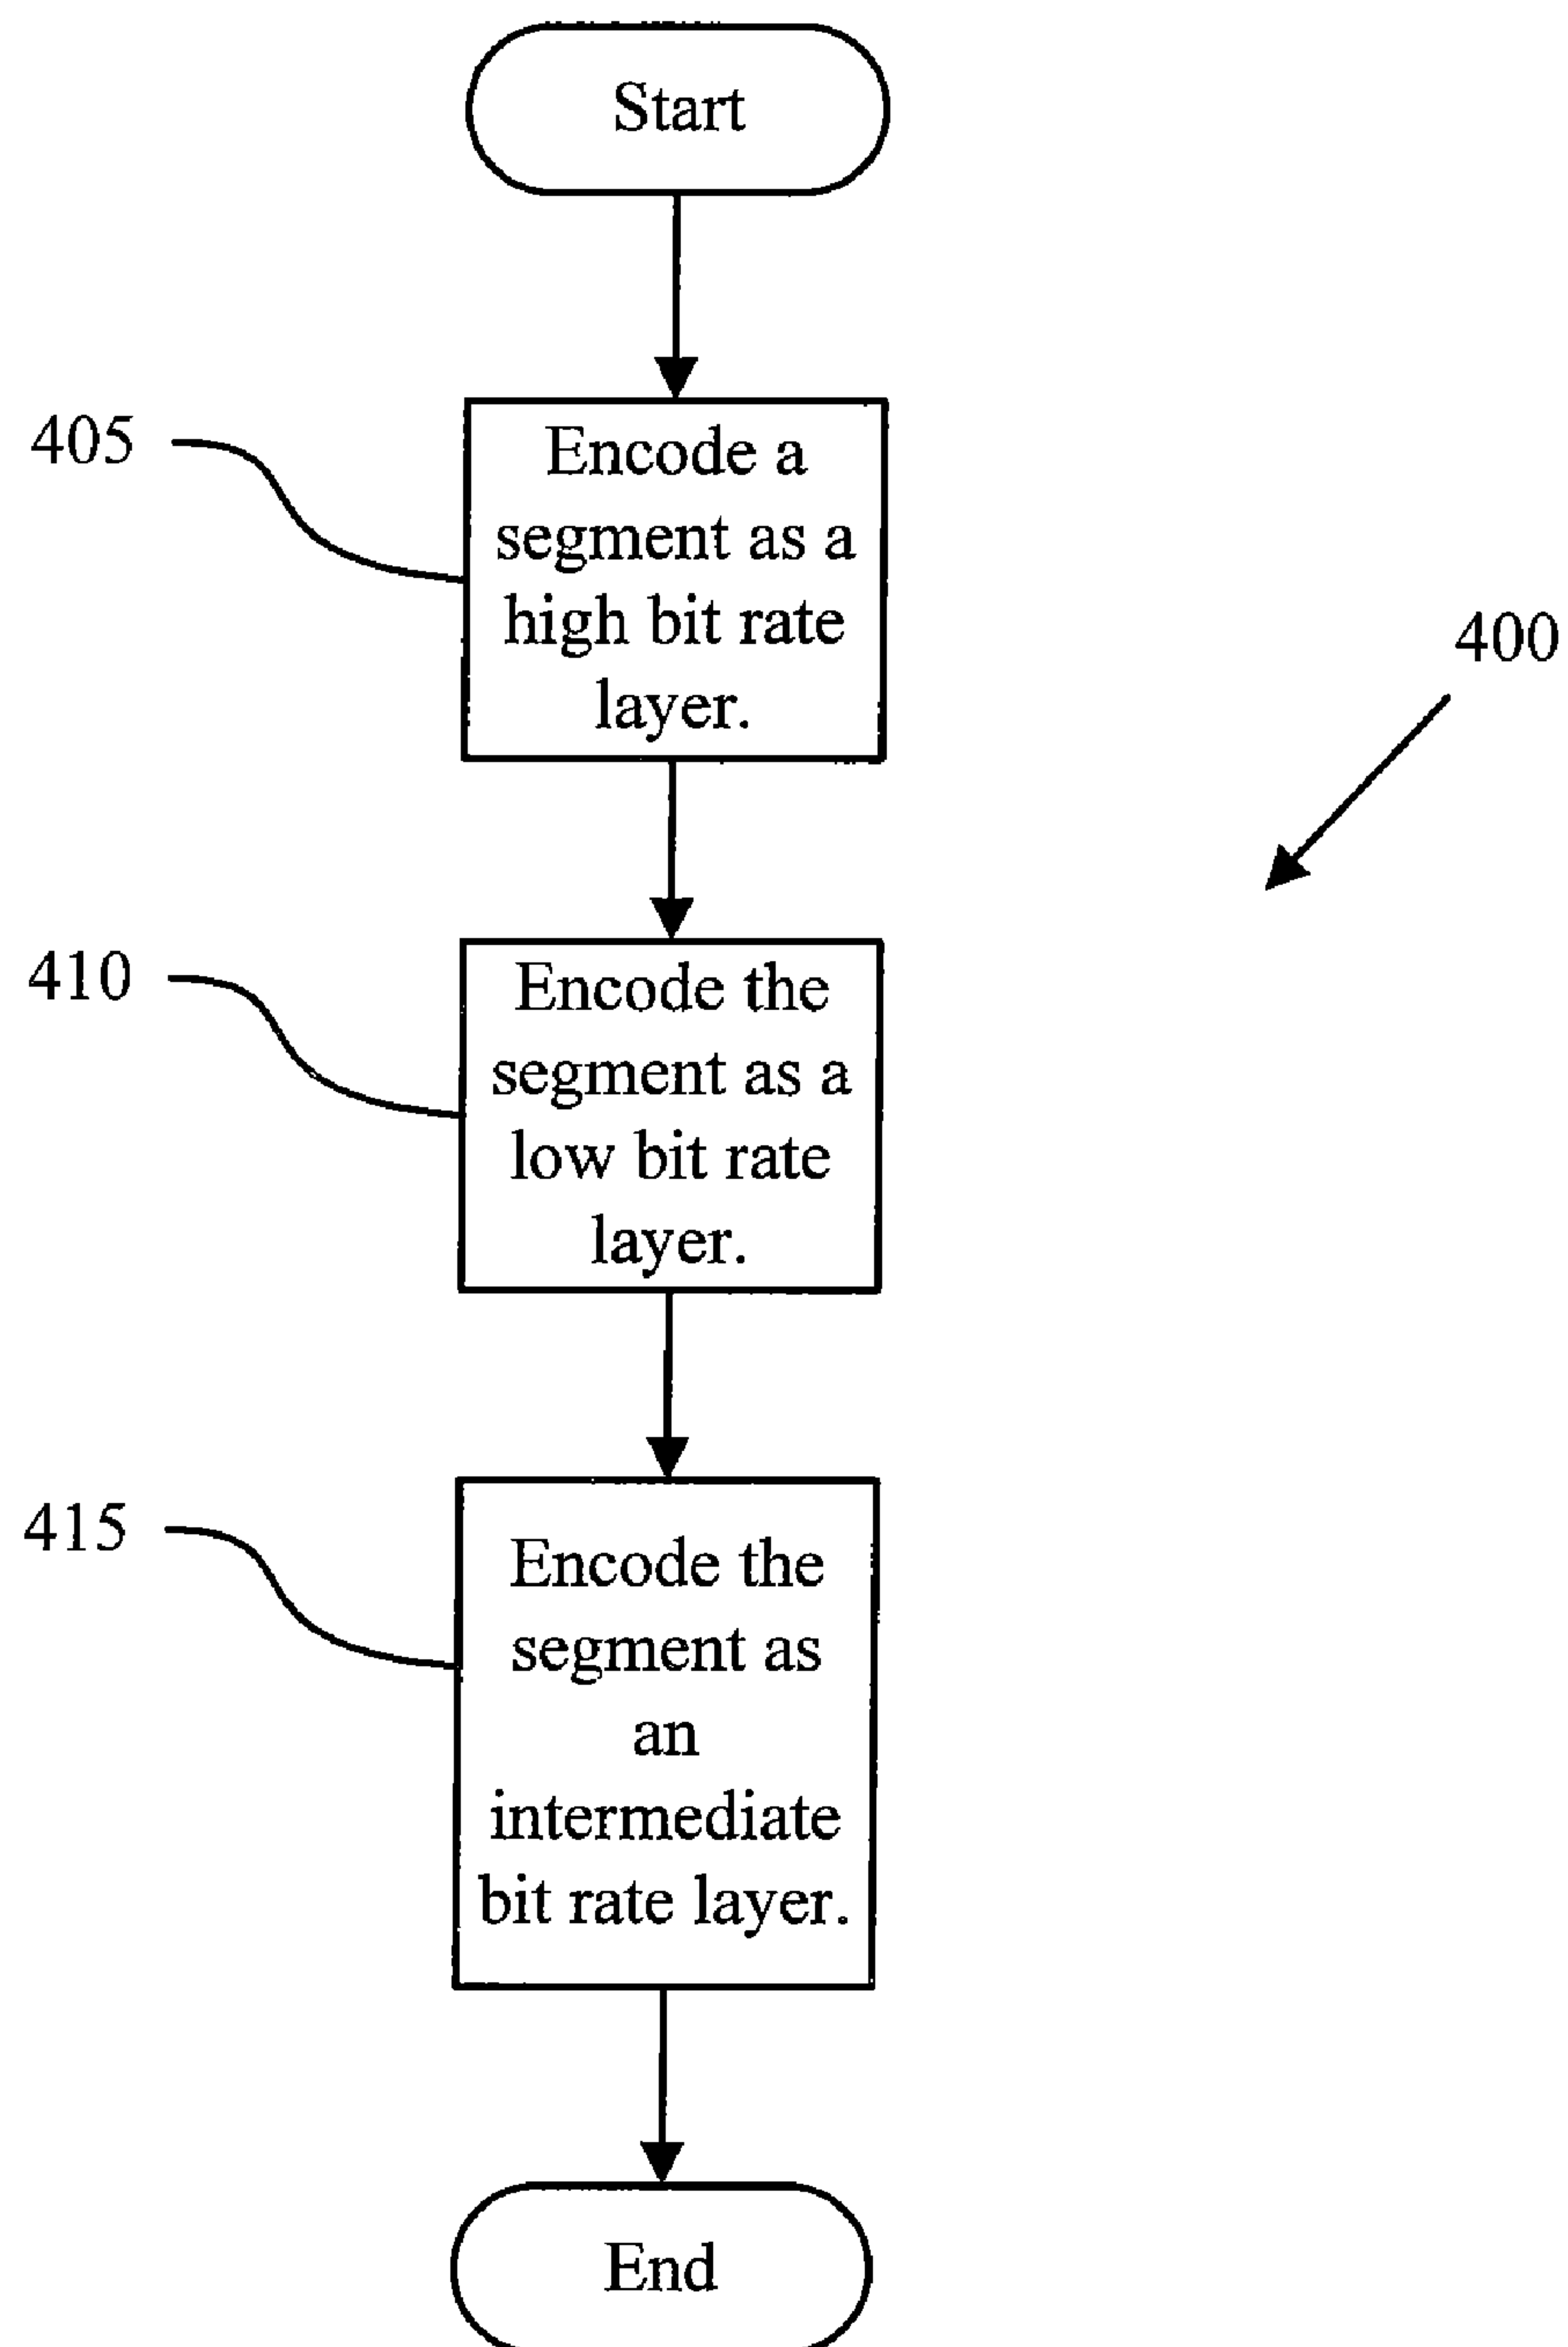 Start
405
Encode a
segment as a
high bit rate
layer.
400
410
Encode the
segment as a
low bit rate
layer.
415
Encode the
segment as
an
intermediate
bit rate layer.
End